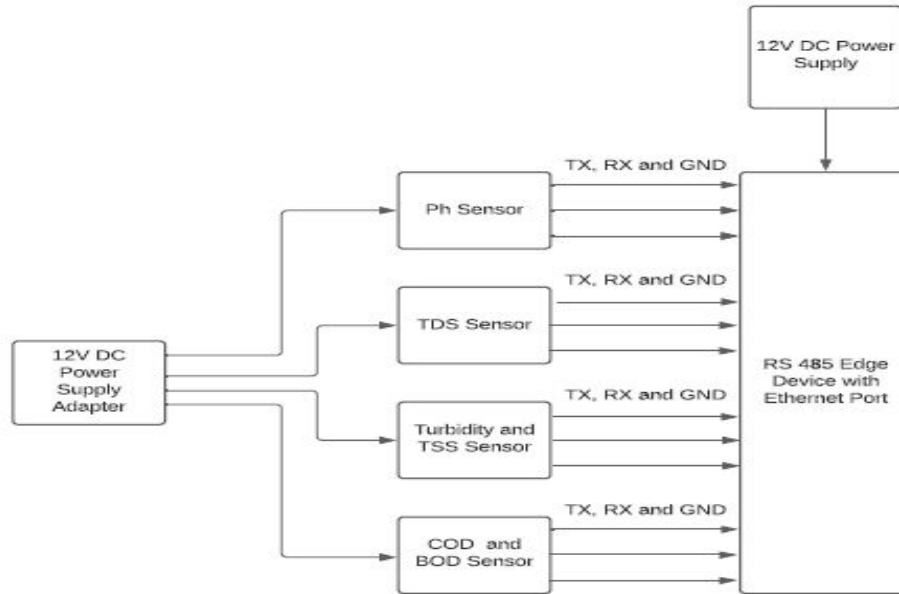 12V DC Power
Supply
TX, RX and GND
Ph Sensor
TX, RX and GND
TDS Sensor
12V DC
Power
Supply
Adapter
RS 485 Edge
Device with
Ethernet Port
TX, RX and GND
Turbidity and
TSS Sensor
TX, RX and GND
COD and
BOD Sensor